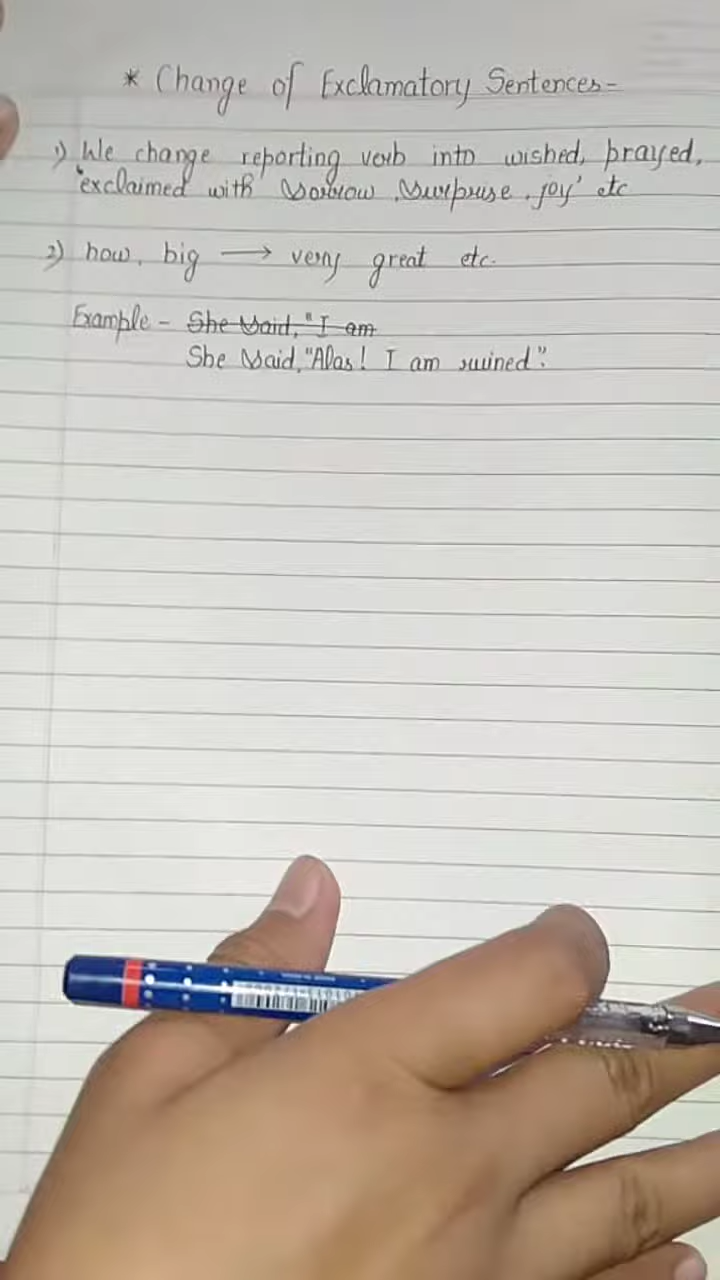 * Change of Exclamatory Sentences-
1) We change reporting verb into wished, prayed,
'exclaimed with sorrow, surprise, joy' etc
2) how, big → very great etc.
Example - She said, "I am
She said, "Alas! I am ruined".